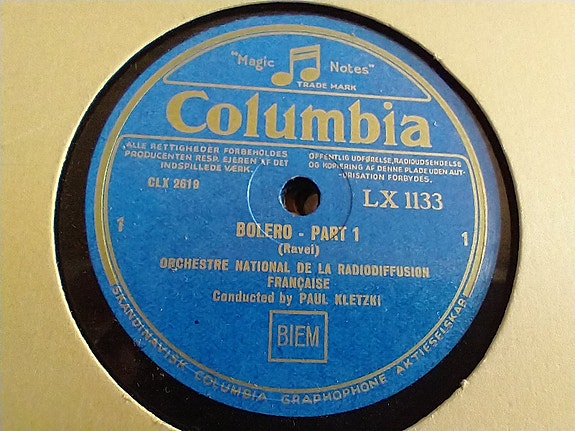 "Magic Notes"
TRADE MARK
Columbia
ALLE RETTIGHEDER FORBEHOLDES
PRODUCENTEN RESP. EJEREN AF DET
INDSPILLEDE VÆRK.
OFFENTLIG UDFØRELSE, RADIOUDSENDELSE
OG KOPIERING AF DENNE PLADE UDEN AUT-
ORISATION FORBYDES.
CLX 2619
LX 1133
1
1
BOLERO - PART 1
(Ravel)
ORCHESTRE NATIONAL DE LA RADIODIFFUSION
FRANÇAISE
Conducted by PAUL KLETZKI
BIEM
SKANDINAVISK COLUMBIA GRAPHOPHONE AKTIESELSKAB